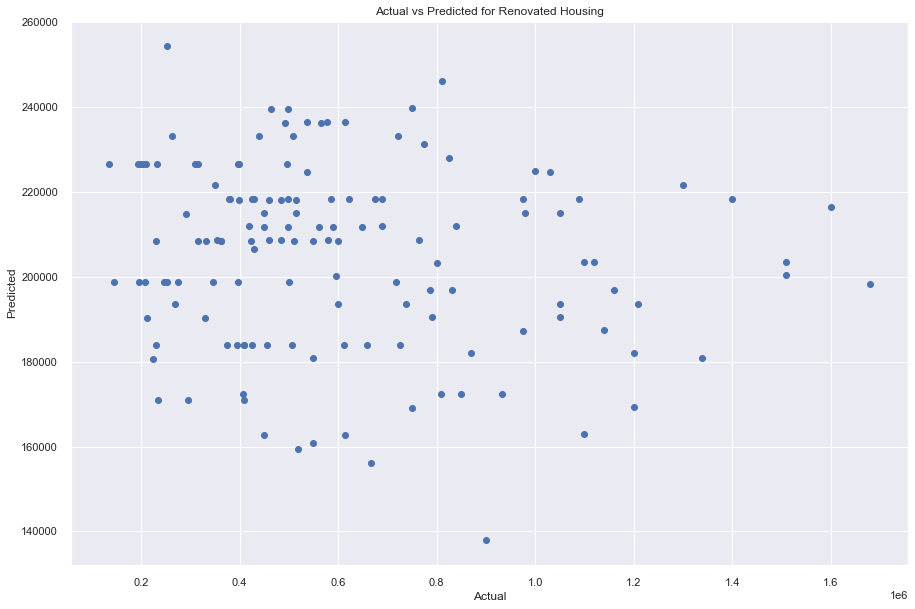 Actual vs Predicted for Renovated Housing
260000
240000
220000
200000
180000
160000
140000
Predicted
0.2 0.4 0.6 0.8 1.0 1.2 1.4 1.6
1e6
Actual